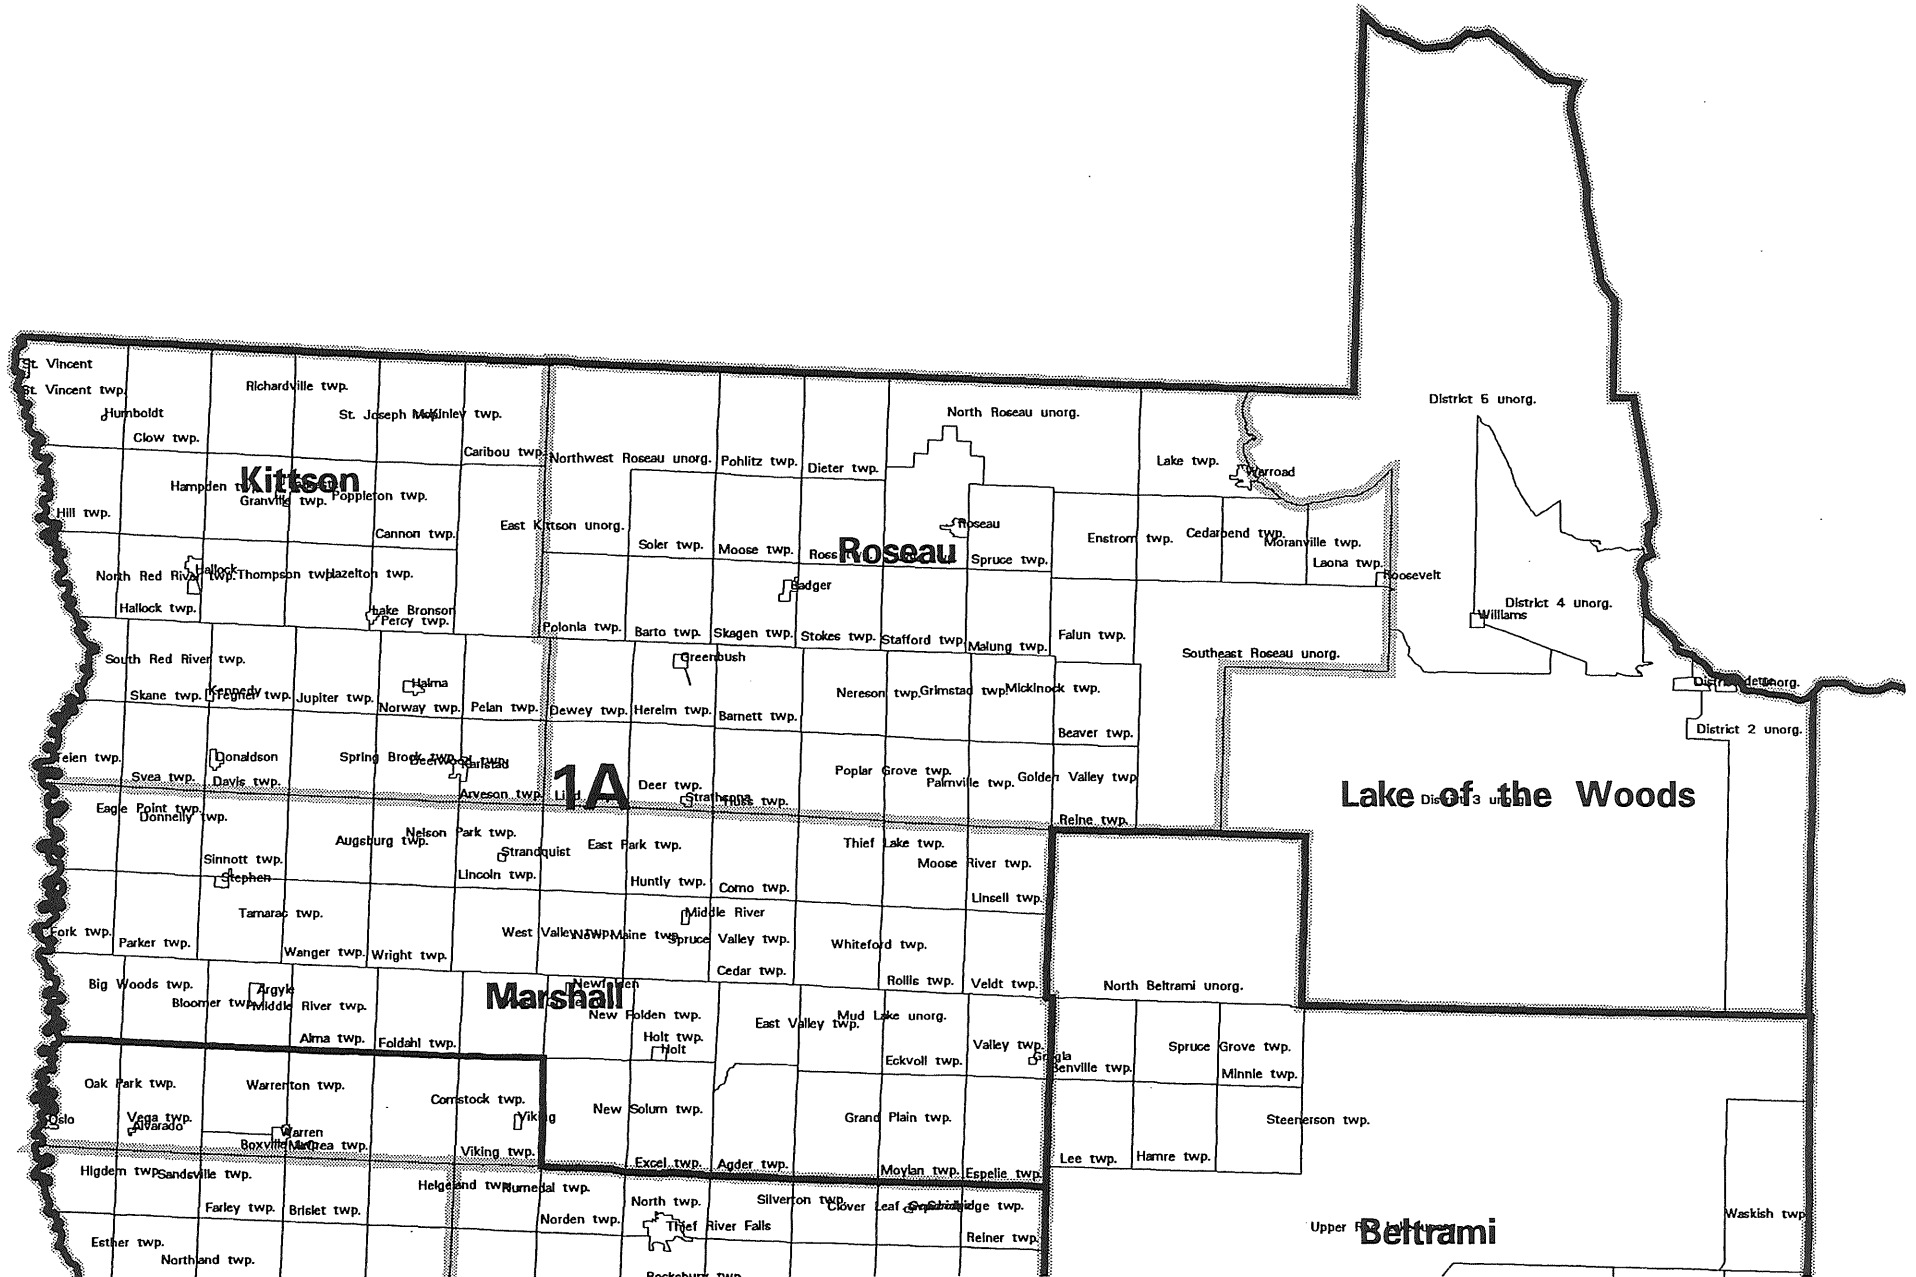 St. Vincent
St. Vincent twp.
Humboldt
Clow twp.
Richardville twp.
St. Joseph twp.
McKinley twp.
Caribou twp.
Northwest Roseau unorg.
Pohlitz twp.
Dieter twp.
North Roseau unorg.
Lake twp.
Warroad
District 5 unorg.
Kittson
Hampden twp.
Granville twp.
Poppleton twp.
Hill twp.
Cannon twp.
East Kittson unorg.
Soler twp.
Moose twp.
Ross twp.
Roseau
Roseau
Spruce twp.
Enstrom twp.
Cedarbend twp.
Moranville twp.
Laona twp.
Roosevelt
North Red River twp.
Hallock
Thompson twp.
Hazelton twp.
Hallock twp.
Lake Bronson
Percy twp.
Badger
Polonia twp.
Barto twp.
Skagen twp.
Stokes twp.
Stafford twp.
Malung twp.
Falun twp.
Southeast Roseau unorg.
District 4 unorg.
Williams
South Red River twp.
Skane twp.
Kennedy
Tegner twp.
Jupiter twp.
Halma
Norway twp.
Pelan twp.
Dewey twp.
Greenbush
Hereim twp.
Barnett twp.
Nereson twp.
Grimstad twp.
Mickinock twp.
Beaver twp.
District 2 unorg.
Teien twp.
Svea twp.
Donaldson
Davis twp.
Spring Brook twp.
Deerwood twp.
Karlstad
Arveson twp.
1A
Deer twp.
Strathcona
Huss twp.
Poplar Grove twp.
Palmville twp.
Golden Valley twp.
Reine twp.
Lake of the Woods
District 3 unorg.
Eagle Point twp.
Donnelly twp.
Augsburg twp.
Nelson Park twp.
Strandquist
East Park twp.
Thief Lake twp.
Moose River twp.
Sinnott twp.
Stephen
Lincoln twp.
Huntly twp.
Como twp.
Linsell twp.
Tamarac twp.
Middle River
Fork twp.
Parker twp.
Wanger twp.
Wright twp.
West Valley twp.
New Maine twp.
Spruce Valley twp.
Cedar twp.
Whiteford twp.
Rollis twp.
Veldt twp.
North Beltrami unorg.
Big Woods twp.
Bloomer twp.
Argyle
Middle River twp.
Marshall
Newfolden
New Folden twp.
East Valley twp.
Mud Lake unorg.
Alma twp.
Foldahl twp.
Holt twp.
Holt
Eckvoll twp.
Valley twp.
Grygla
Benville twp.
Spruce Grove twp.
Minnie twp.
Oak Park twp.
Warrenton twp.
Comstock twp.
Viking
New Solum twp.
Grand Plain twp.
Steenerson twp.
Oslo
Vega twp.
Alvarado
Warren
Boxville twp.
McCrea twp.
Viking twp.
Excel twp.
Agder twp.
Moylan twp.
Espelie twp.
Lee twp.
Hamre twp.
Higdem twp.
Sandsville twp.
Helgeland twp.
Numedal twp.
North twp.
Silverton twp.
Clover Leaf
Farley twp.
Brislet twp.
Norden twp.
Thief River Falls
Reiner twp.
Waskish twp.
Beltrami
Esther twp.
Northland twp.
Rocksbury twp.